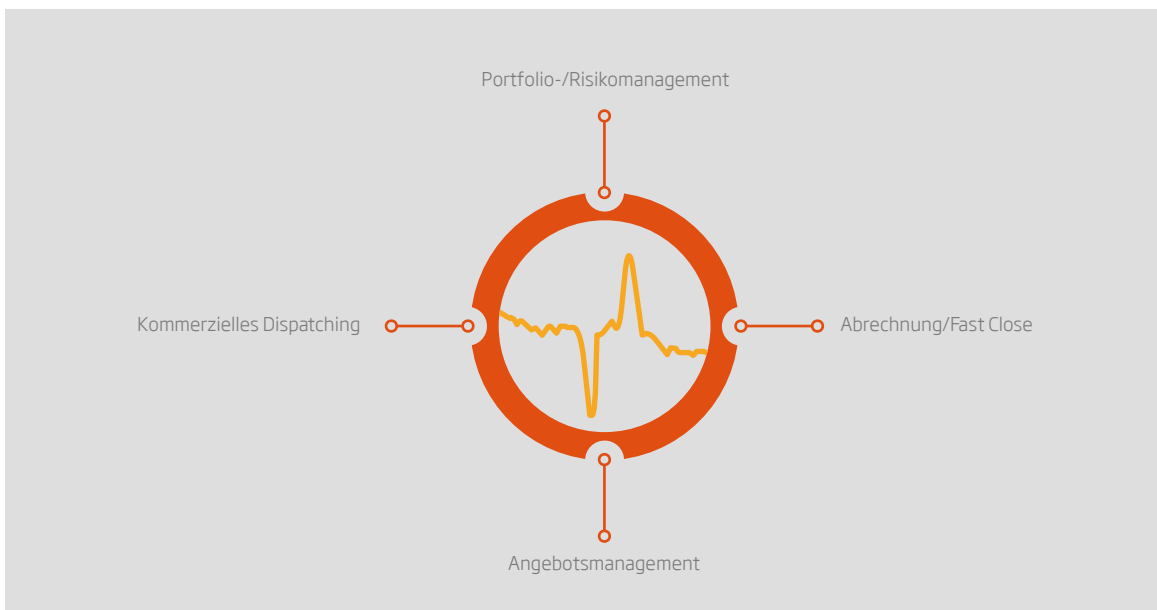 Portfolio-/Risikomanagement
Kommerzielles Dispatching
Abrechnung/Fast Close
Angebotsmanagement